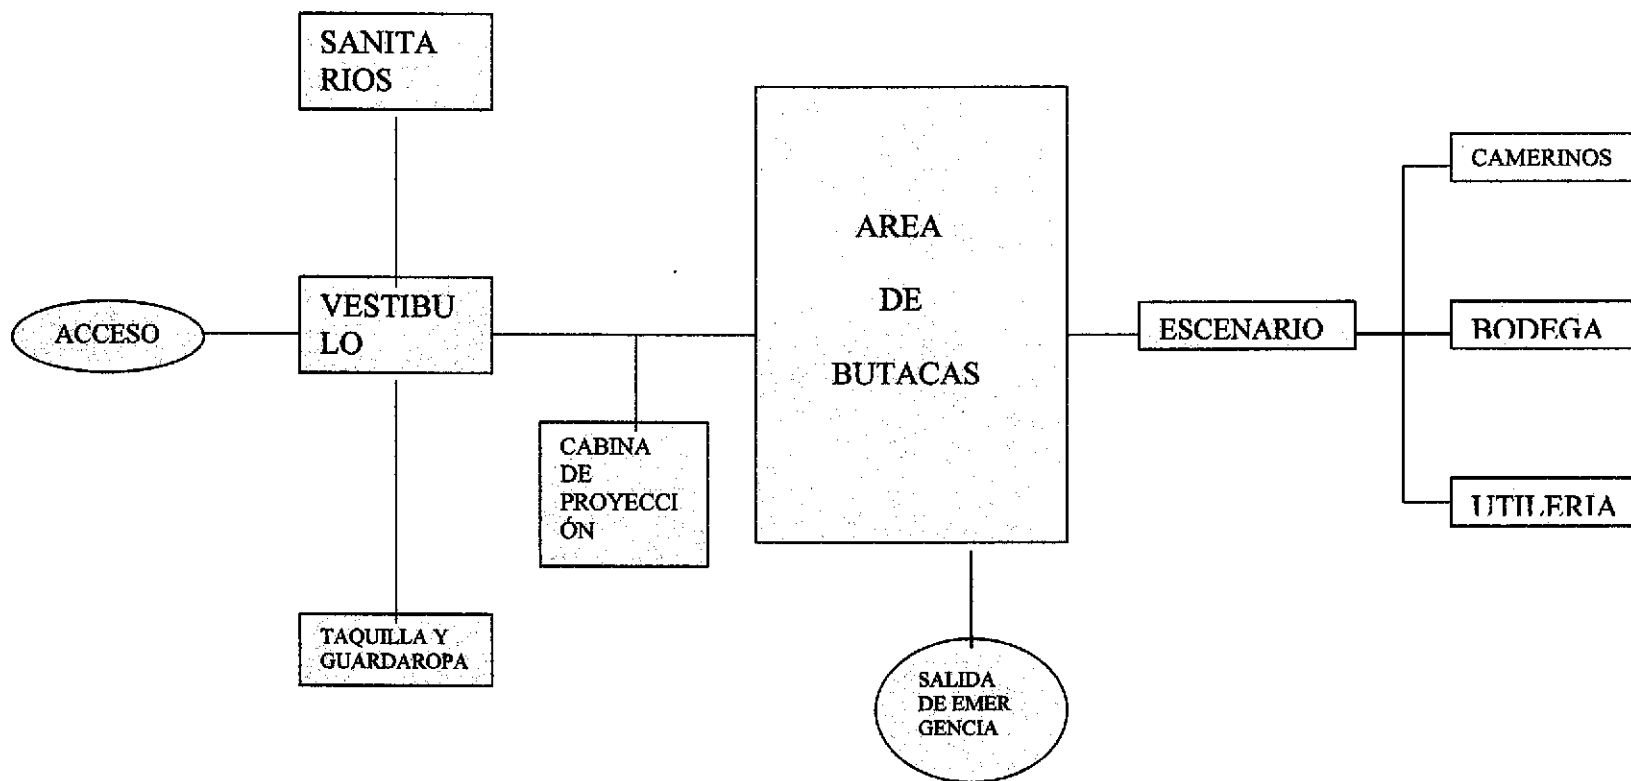 SANITA
RIOS
ACCESO
VESTIBU
LO
TAQUILLA Y
GUARDAROPA
CABINA
DE
PROYECCI
ÓN
AREA
DE
BUTACAS
SALIDA
DE EMER
GENCIA
ESCENARIO
CAMERINOS
BODEGA
UTILERIA